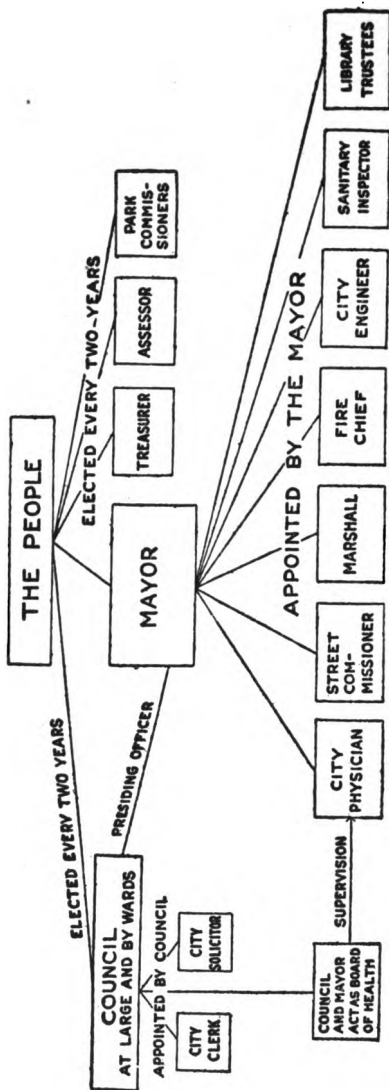 THE PEOPLE
ELECTED EVERY TWO YEARS
ELECTED EVERY TWO-YEARS
COUNCIL
AT LARGE AND BY WARDS
PRESIDING OFFICER
MAYOR
TREASURER
ASSESSOR
PARK
COMMIS-
SIONERS
APPOINTED BY COUNCIL
CITY
CLERK
CITY
SOLICITOR
APPOINTED BY THE MAYOR
COUNCIL
AND MAYOR
ACT AS BOARD
OF HEALTH
SUPERVISION
CITY
PHYSICIAN
STREET
COM-
MISSIONER
MARSHALL
FIRE
CHIEF
CITY
ENGINEER
SANITARY
INSPECTOR
LIBRARY
TRUSTEES